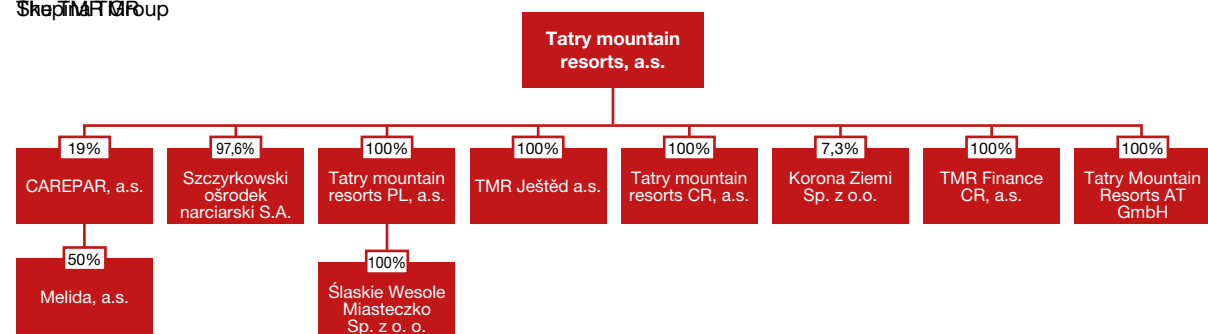 Tatry mountain
resorts, a.s.
19%
97,6%
100%
100%
100%
7,3%
100%
100%
CAREPAR, a.s.
Szczyrkowski
ošrodek
narciarski S.A.
Tatry mountain
resorts PL, a.s.
TMR Ještěd a.s.
Tatry mountain
resorts CR, a.s.
Korona Ziemi
Sp. z o.o.
TMR Finance
CR, a.s.
Tatry Mountain
Resorts AT
GmbH
50%
100%
Melida, a.s.
Ślaskie Wesole
Miasteczko
Sp. z o. o.